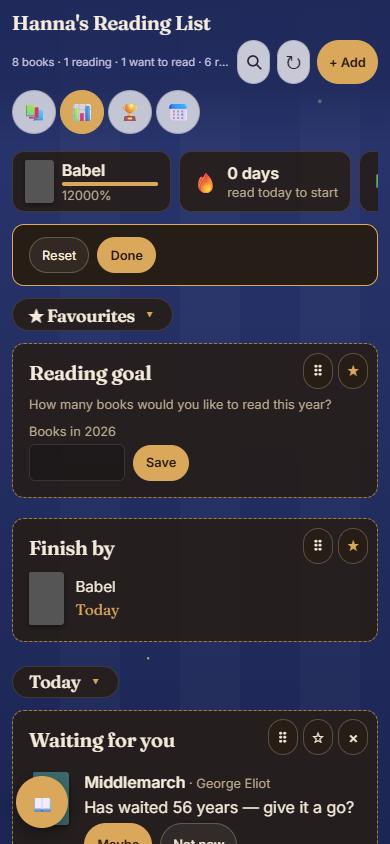 Hanna's Reading List
8 books · 1 reading · 1 want to read · 6 r...
+ Add
Babel
12000%
0 days
read today to start
Reset
Done
★ Favourites ▼
Reading goal
How many books would you like to read this year?
Books in 2026
Save
Finish by
Babel
Today
Today ▼
Waiting for you
Middlemarch · George Eliot
Has waited 56 years — give it a go?
Maybe
Not now